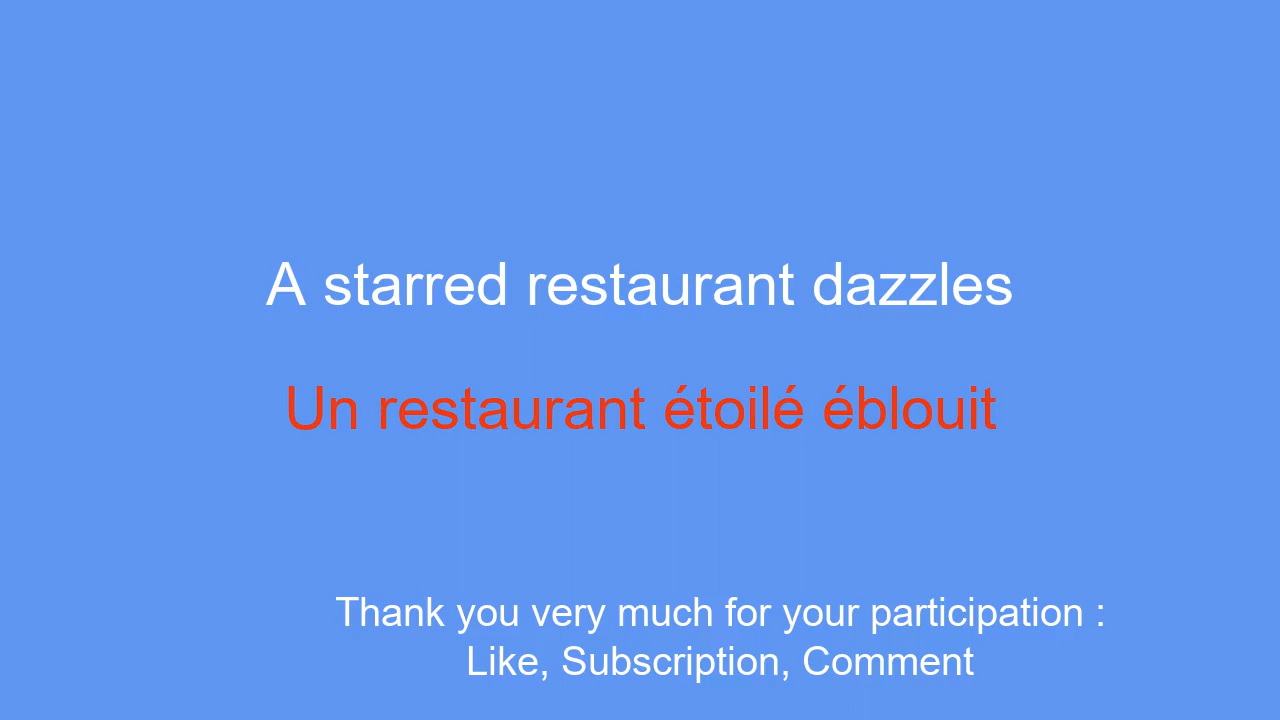 A starred restaurant dazzles
Un restaurant étoilé éblouit
Thank you very much for your participation :
Like, Subscription, Comment